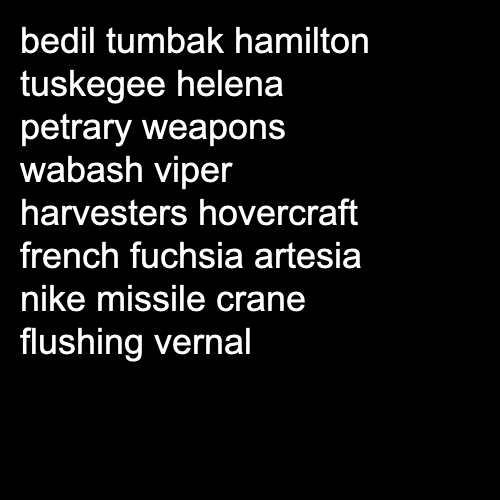 bedil tumbak hamilton
tuskegee helena
petrary weapons
wabash viper
harvesters hovercraft
french fuchsia artesia
nike missile crane
flushing vernal